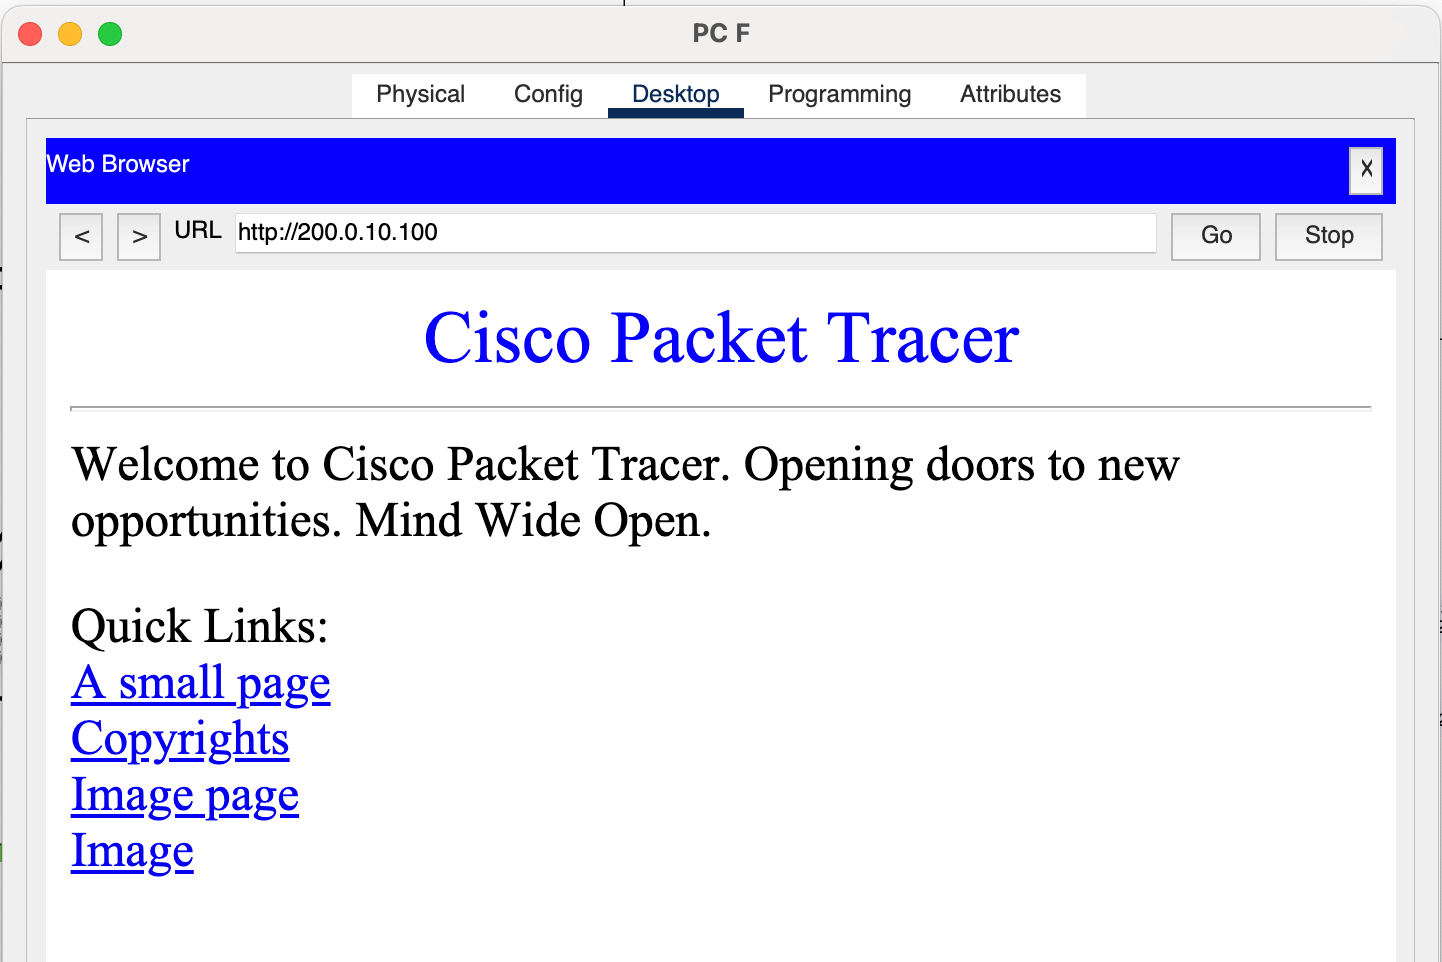 PC F
Physical Config Desktop Programming Attributes
Web Browser
X
< > URL http://200.0.10.100 Go Stop
Cisco Packet Tracer
Welcome to Cisco Packet Tracer. Opening doors to new
opportunities. Mind Wide Open.
Quick Links:
A small page
Copyrights
Image page
Image